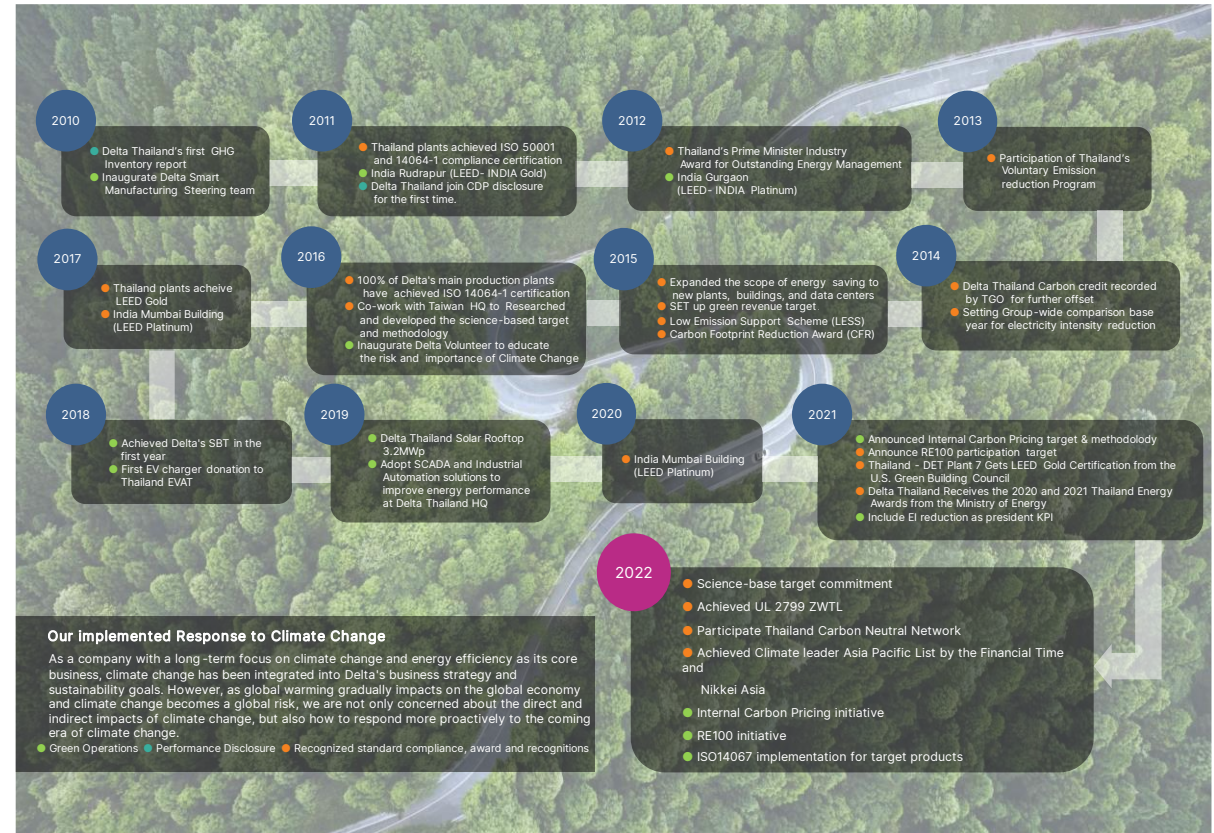 2010
Delta Thailand's first GHG
Inventory report
Inaugurate Delta Smart
Manufacturing Steering team
2011
Thailand plants achieved ISO 50001
and 14064-1 compliance certification
India Rudrapur (LEED- INDIA Gold)
Delta Thailand join CDP disclosure
for the first time.
2012
Thailand's Prime Minister Industry
Award for Outstanding Energy Management
India Gurgaon
(LEED- INDIA Platinum)
2013
Participation of Thailand's
Voluntary Emission
reduction Program
2014
Delta Thailand Carbon credit recorded
by TGO for further offset
Setting Group-wide comparison base
year for electricity intensity reduction
2015
Expanded the scope of energy saving to
new plants, buildings, and data centers
SET up green revenue target
Low Emission Support Scheme (LESS)
Carbon Footprint Reduction Award (CFR)
2016
100% of Delta's main production plants
have achieved ISO 14064-1 certification
Co-work with Taiwan HQ to Researched
and developed the science-based target
and methodology
Inaugurate Delta Volunteer to educate
the risk and importance of Climate Change
2017
Thailand plants acheive
LEED Gold
India Mumbai Building
(LEED Platinum)
2018
Achieved Delta's SBT in the
first year
First EV charger donation to
Thailand EVAT
2019
Delta Thailand Solar Rooftop
3.2MWp
Adopt SCADA and Industrial
Automation solutions to
improve energy performance
at Delta Thailand HQ
2020
India Mumbai Building
(LEED Platinum)
2021
Announced Internal Carbon Pricing target & methodolody
Announce RE100 participation target
Thailand - DET Plant 7 Gets LEED Gold Certification from the
U.S. Green Building Council
Delta Thailand Receives the 2020 and 2021 Thailand Energy
Awards from the Ministry of Energy
Include EI reduction as president KPI
2022
Science-base target commitment
Achieved UL 2799 ZWTL
Participate Thailand Carbon Neutral Network
Achieved Climate leader Asia Pacific List by the Financial Time
and
Nikkei Asia
Internal Carbon Pricing initiative
RE100 initiative
ISO14067 implementation for target products
Our implemented Response to Climate Change
As a company with a long-term focus on climate change and energy efficiency as its core
business, climate change has been integrated into Delta's business strategy and
sustainability goals. However, as global warming gradually impacts on the global economy
and climate change becomes a global risk, we are not only concerned about the direct and
indirect impacts of climate change, but also how to respond more proactively to the coming
era of climate change.
Green Operations Performance Disclosure Recognized standard compliance, award and recognitions